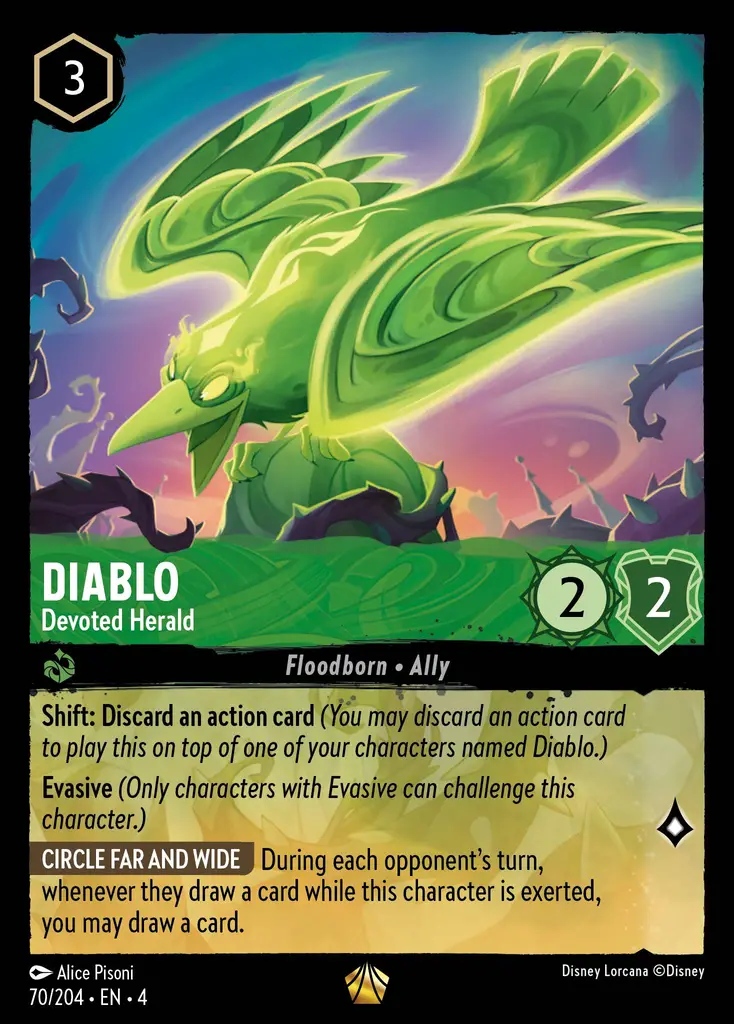 3
DIABLO
Devoted Herald
2
2
Floodborn • Ally
Shift: Discard an action card (You may discard an action card
to play this on top of one of your characters named Diablo.)
Evasive (Only characters with Evasive can challenge this
character.)
CIRCLE FAR AND WIDE During each opponent's turn,
whenever they draw a card while this character is exerted,
you may draw a card.
Alice Pisoni
Disney Lorcana ©Disney
70/204 • EN • 4